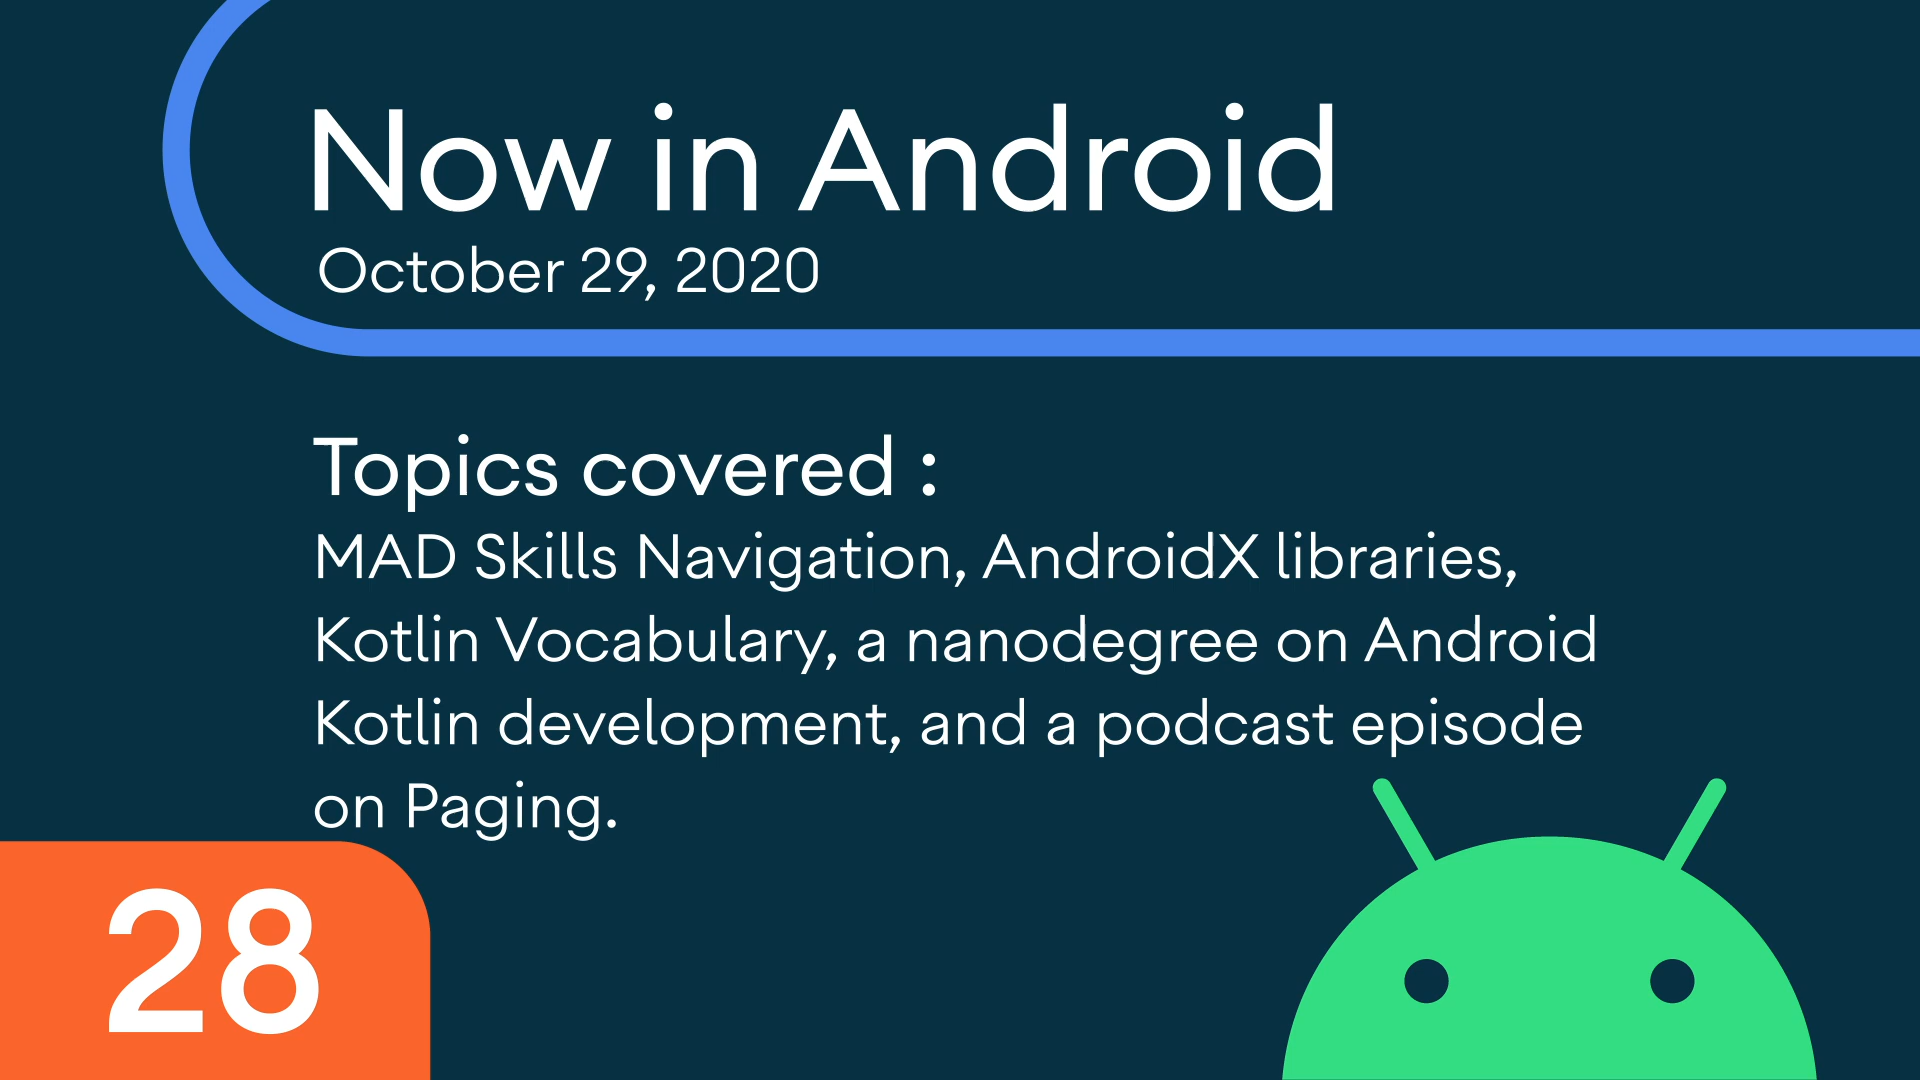 Now in Android
October 29, 2020
Topics covered :
MAD Skills Navigation, AndroidX libraries,
Kotlin Vocabulary, a nanodegree on Android
Kotlin development, and a podcast episode
on Paging.
28